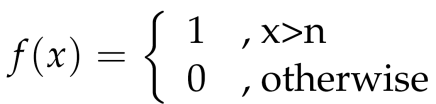 f(x) = { 1 , x>n
0 , otherwise